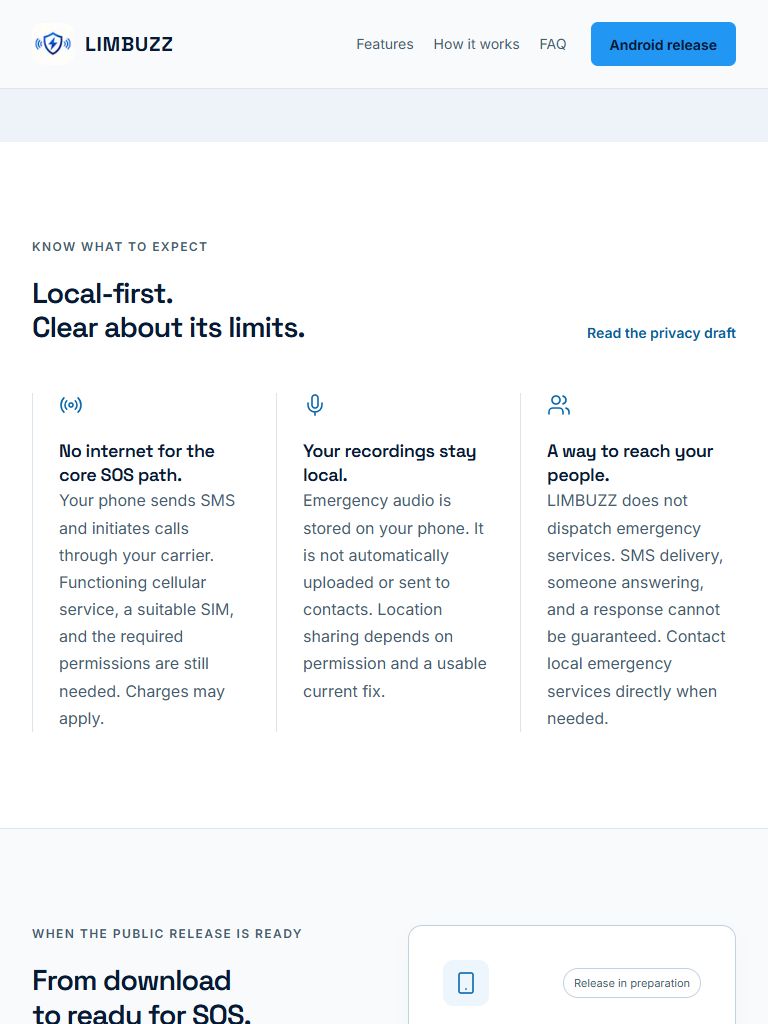 LIMBUZZ
Features
How it works
FAQ
Android release
KNOW WHAT TO EXPECT
Local-first.
Clear about its limits.
Read the privacy draft
No internet for the
core SOS path.
Your phone sends SMS
and initiates calls
through your carrier.
Functioning cellular
service, a suitable SIM,
and the required
permissions are still
needed. Charges may
apply.
Your recordings stay
local.
Emergency audio is
stored on your phone. It
is not automatically
uploaded or sent to
contacts. Location
sharing depends on
permission and a usable
current fix.
A way to reach your
people.
LIMBUZZ does not
dispatch emergency
services. SMS delivery,
someone answering,
and a response cannot
be guaranteed. Contact
local emergency
services directly when
needed.
WHEN THE PUBLIC RELEASE IS READY
From download
to ready for SOS.
Release in preparation